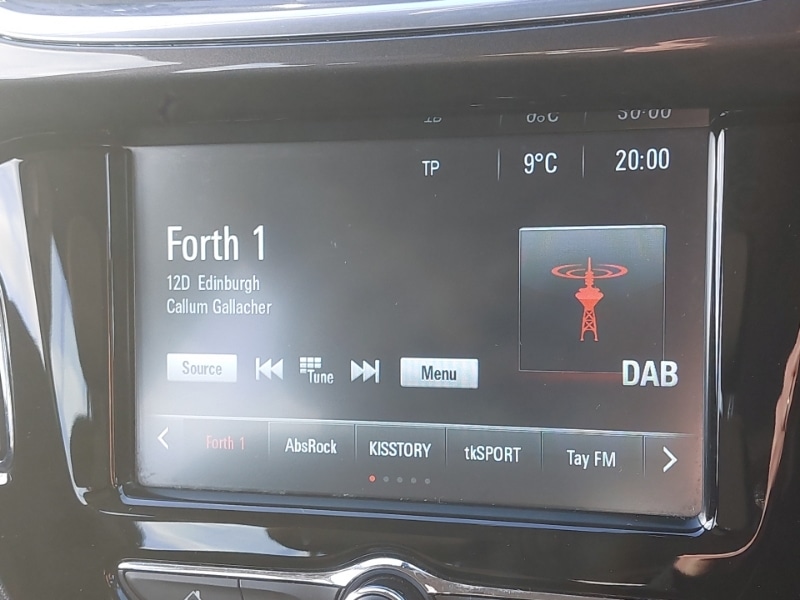 TP 9°C 20:00
Forth 1
12D Edinburgh
Callum Gallacher
DAB
Source Tune Menu
Forth 1 AbsRock KISSTORY tkSPORT Tay FM